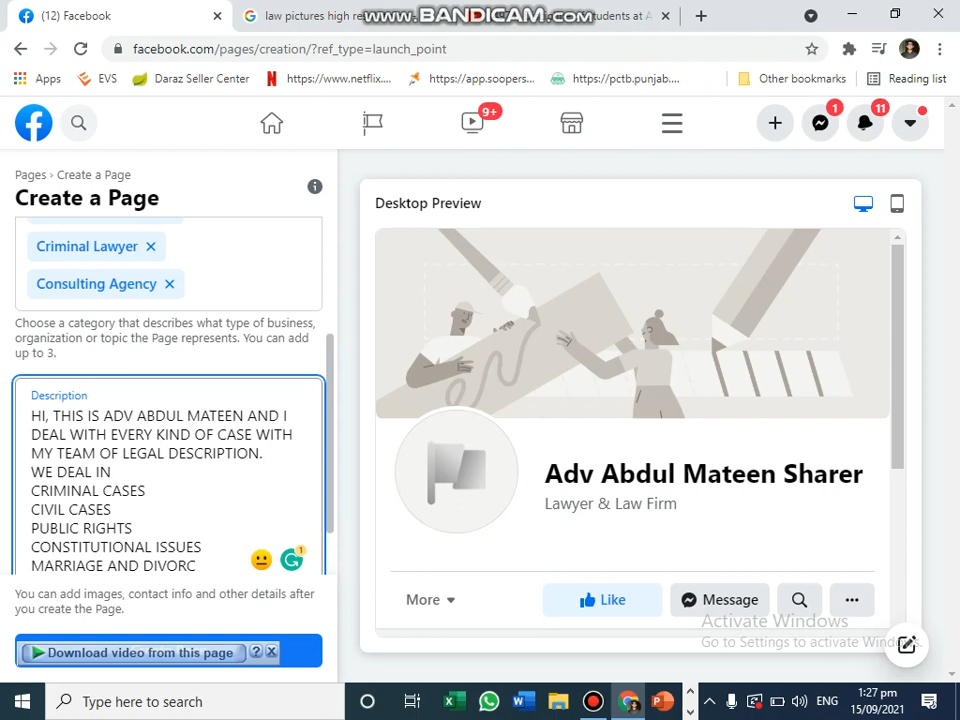 (12) Facebook
law pictures high re
www.BANDICAM.com
tudents at A
facebook.com/pages/creation/?ref_type=launch_point
Apps
EVS
Daraz Seller Center
https://www.netflix....
https://app.soopers...
https://pctb.punjab....
Other bookmarks
Reading list
9+
1
11
Pages › Create a Page
Create a Page
Criminal Lawyer
Consulting Agency
Choose a category that describes what type of business,
organization or topic the Page represents. You can add
up to 3.
Description
HI, THIS IS ADV ABDUL MATEEN AND I
DEAL WITH EVERY KIND OF CASE WITH
MY TEAM OF LEGAL DESCRIPTION.
WE DEAL IN
CRIMINAL CASES
CIVIL CASES
PUBLIC RIGHTS
CONSTITUTIONAL ISSUES
MARRIAGE AND DIVORC
1
You can add images, contact info and other details after
you create the Page.
Download video from this page
?
Desktop Preview
Adv Abdul Mateen Sharer
Lawyer & Law Firm
More
Like
Message
Activate Windows
Go to Settings to activate Windows.
Type here to search
ENG
1:27 pm
15/09/2021